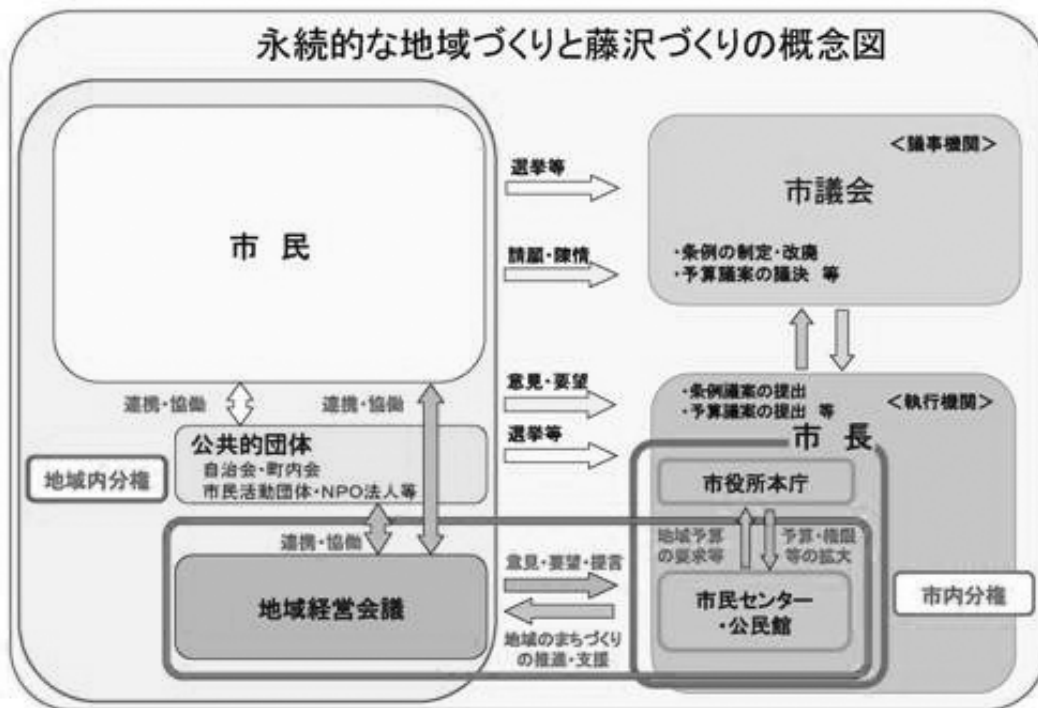 永続的な地域づくりと藤沢づくりの概念図
市 民
選挙等
請願・陳情
＜議事機関＞
市議会
・条例の制定・改廃
・予算議案の議決 等
連携・協働
連携・協働
意見・要望
選挙等
・条例議案の提出
・予算議案の提出 等
＜執行機関＞
市 長
公共的団体
自治会・町内会
市民活動団体・NPO法人等
地域内分権
市役所本庁
連携・協働
地域予算
の要求等
予算・権限
等の拡大
地域経営会議
意見・要望・提言
地域のまちづくり
の推進・支援
市民センター
・公民館
市内分権